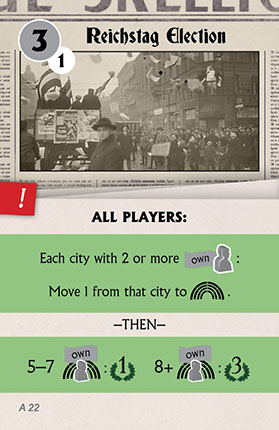 3
1
Reichstag Election
!
ALL PLAYERS:
Each city with 2 or more own :
Move 1 from that city to .
–THEN–
5–7 own : 1 8+ own : 3
A 22